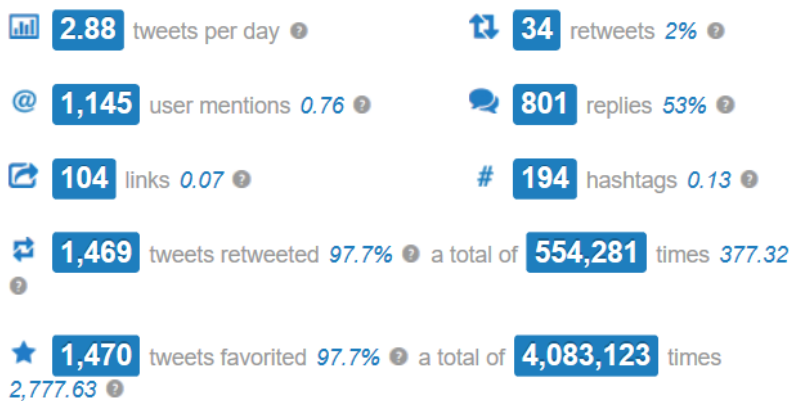 2.88 tweets per day ?
34 retweets 2% ?
@ 1,145 user mentions 0.76 ?
801 replies 53% ?
104 links 0.07 ?
# 194 hashtags 0.13 ?
1,469 tweets retweeted 97.7% ? a total of 554,281 times 377.32
?
1,470 tweets favorited 97.7% ? a total of 4,083,123 times
2,777.63 ?